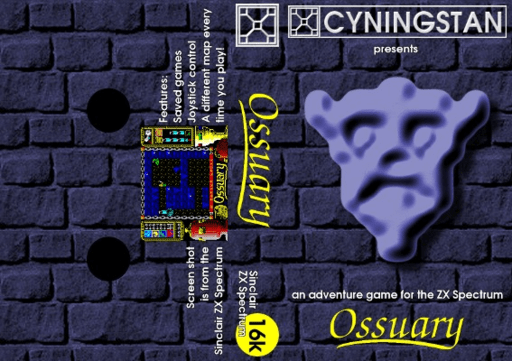 CYNINGSTAN
presents
an adventure game for the ZX Spectrum
Ossuary
Ossuary
Sinclair
ZX Spectrum
16k
Features:
Saved games
Joystick control
A different map every
time you play!
Ossuary
Screen shot
is from the
Sinclair ZX Spectrum